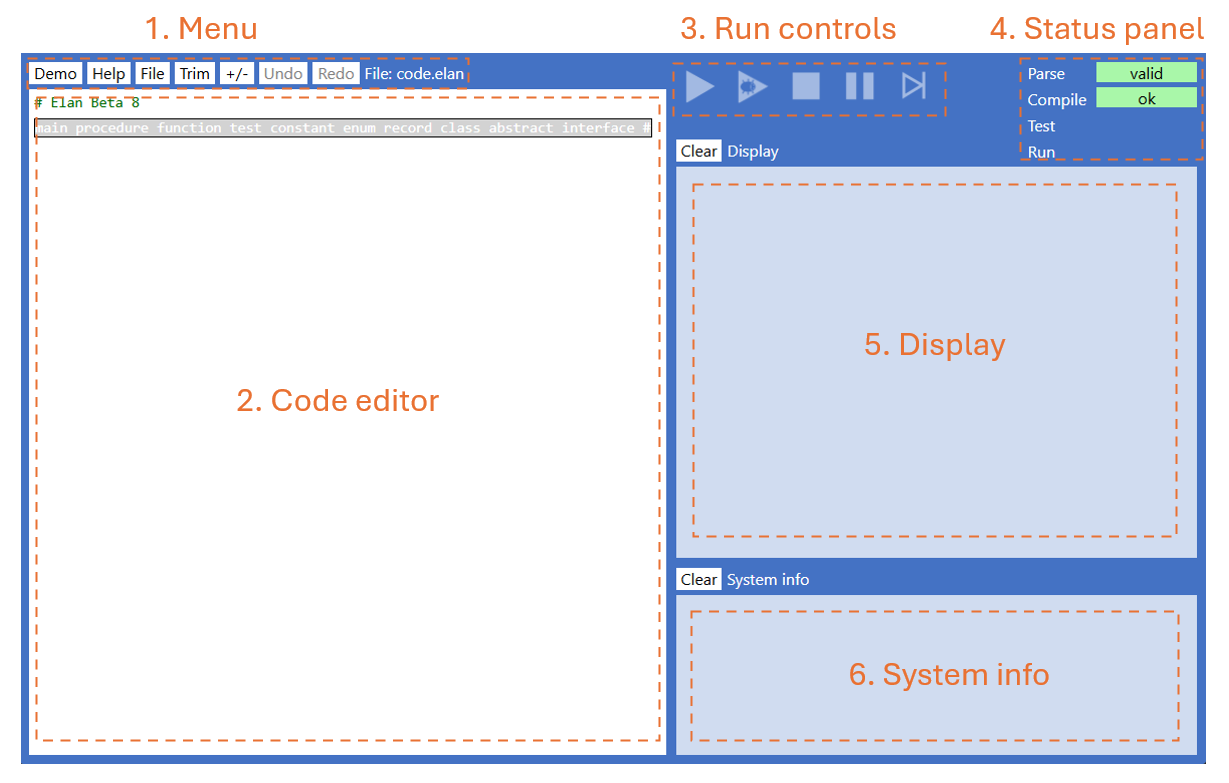 1. Menu
3. Run controls
4. Status panel
Demo Help File Trim +/- Undo Redo File: code.elan
Parse valid
Compile ok
Test
Run
# Elan Beta 8
main procedure function test constant enum record class abstract interface #
Clear Display
2. Code editor
5. Display
Clear System info
6. System info